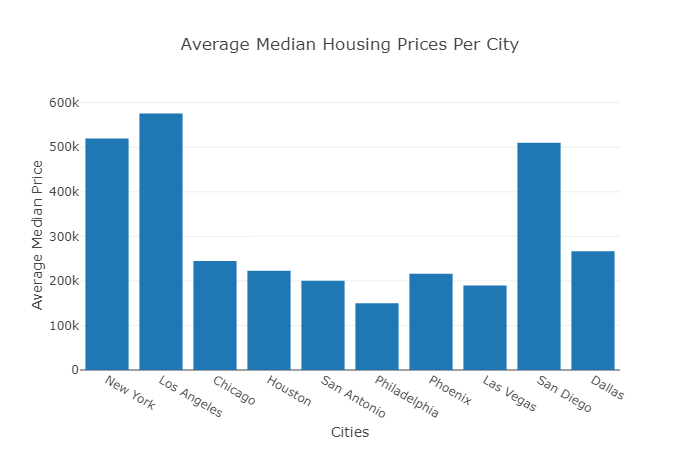 Average Median Housing Prices Per City
Average Median Price
600k
500k
400k
300k
200k
100k
0
New York
Los Angeles
Chicago
Houston
San Antonio
Philadelphia
Phoenix
Las Vegas
San Diego
Dallas
Cities